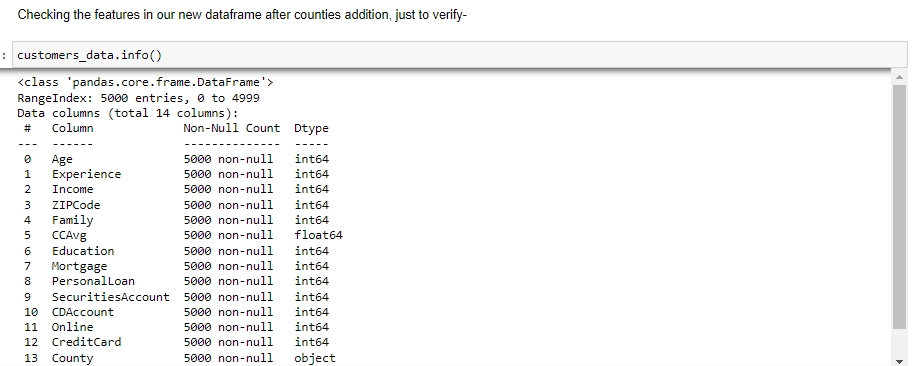 Checking the features in our new dataframe after counties addition, just to verify-
: customers_data.info()
<class 'pandas.core.frame.DataFrame'>
RangeIndex: 5000 entries, 0 to 4999
Data columns (total 14 columns):
 #   Column             Non-Null Count  Dtype
---  ------             --------------  -----
 0   Age                5000 non-null   int64
 1   Experience         5000 non-null   int64
 2   Income             5000 non-null   int64
 3   ZIPCode            5000 non-null   int64
 4   Family             5000 non-null   int64
 5   CCAvg              5000 non-null   float64
 6   Education          5000 non-null   int64
 7   Mortgage           5000 non-null   int64
 8   PersonalLoan       5000 non-null   int64
 9   SecuritiesAccount  5000 non-null   int64
 10  CDAccount          5000 non-null   int64
 11  Online             5000 non-null   int64
 12  CreditCard         5000 non-null   int64
 13  County             5000 non-null   object